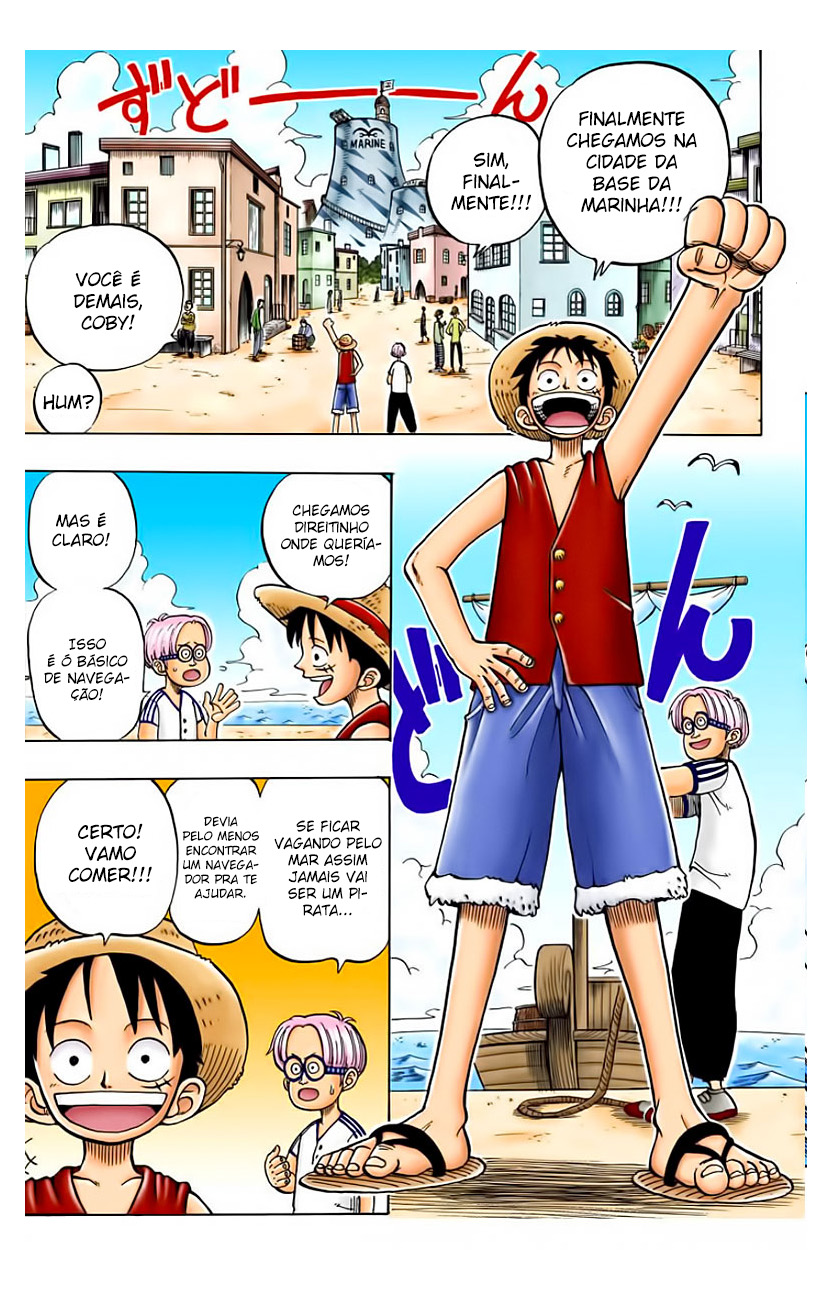 ずどーーん
MARINE
FINALMENTE
CHEGAMOS NA
CIDADE DA
BASE DA
MARINHA!!!
SIM,
FINAL-
MENTE!!!
VOCÊ É
DEMAIS,
COBY!
HUM?
どん
CHEGAMOS
DIREITINHO
ONDE QUERÍA-
MOS!
MAS É
CLARO!
ISSO
É Ó BÁSICO
DE NAVEGA-
ÇÃO!
SE FICAR
VAGANDO PELO
MAR ASSIM
JAMAIS VAI
SER UM PI-
RATA...
DEVIA
PELO MENOS
ENCONTRAR
UM NAVEGA-
DOR PRA TE
AJUDAR.
CERTO!
VAMO
COMER!!!